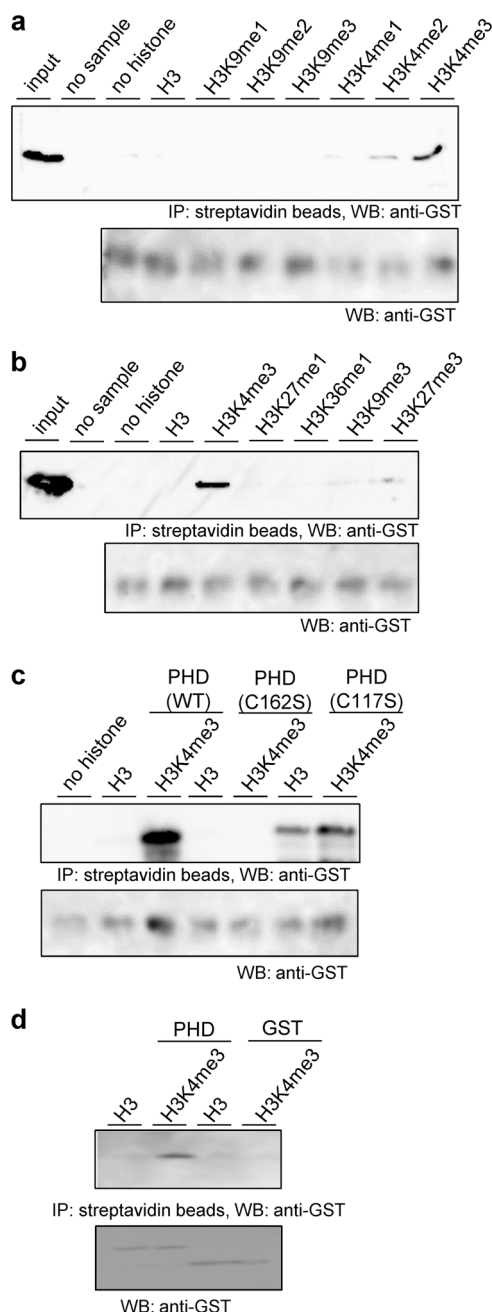 a
input no sample no histone H3 H3K9me1 H3K9me2 H3K9me3 H3K4me1 H3K4me2 H3K4me3
IP: streptavidin beads, WB: anti-GST
WB: anti-GST
b
input no sample no histone H3 H3K4me3 H3K27me1 H3K36me1 H3K9me3 H3K27me3
IP: streptavidin beads, WB: anti-GST
WB: anti-GST
c
PHD PHD PHD
(WT) (C162S) (C117S)
no histone H3 H3K4me3 H3 H3K4me3 H3 H3K4me3
IP: streptavidin beads, WB: anti-GST
WB: anti-GST
d
PHD GST
H3 H3K4me3 H3 H3K4me3
IP: streptavidin beads, WB: anti-GST
WB: anti-GST